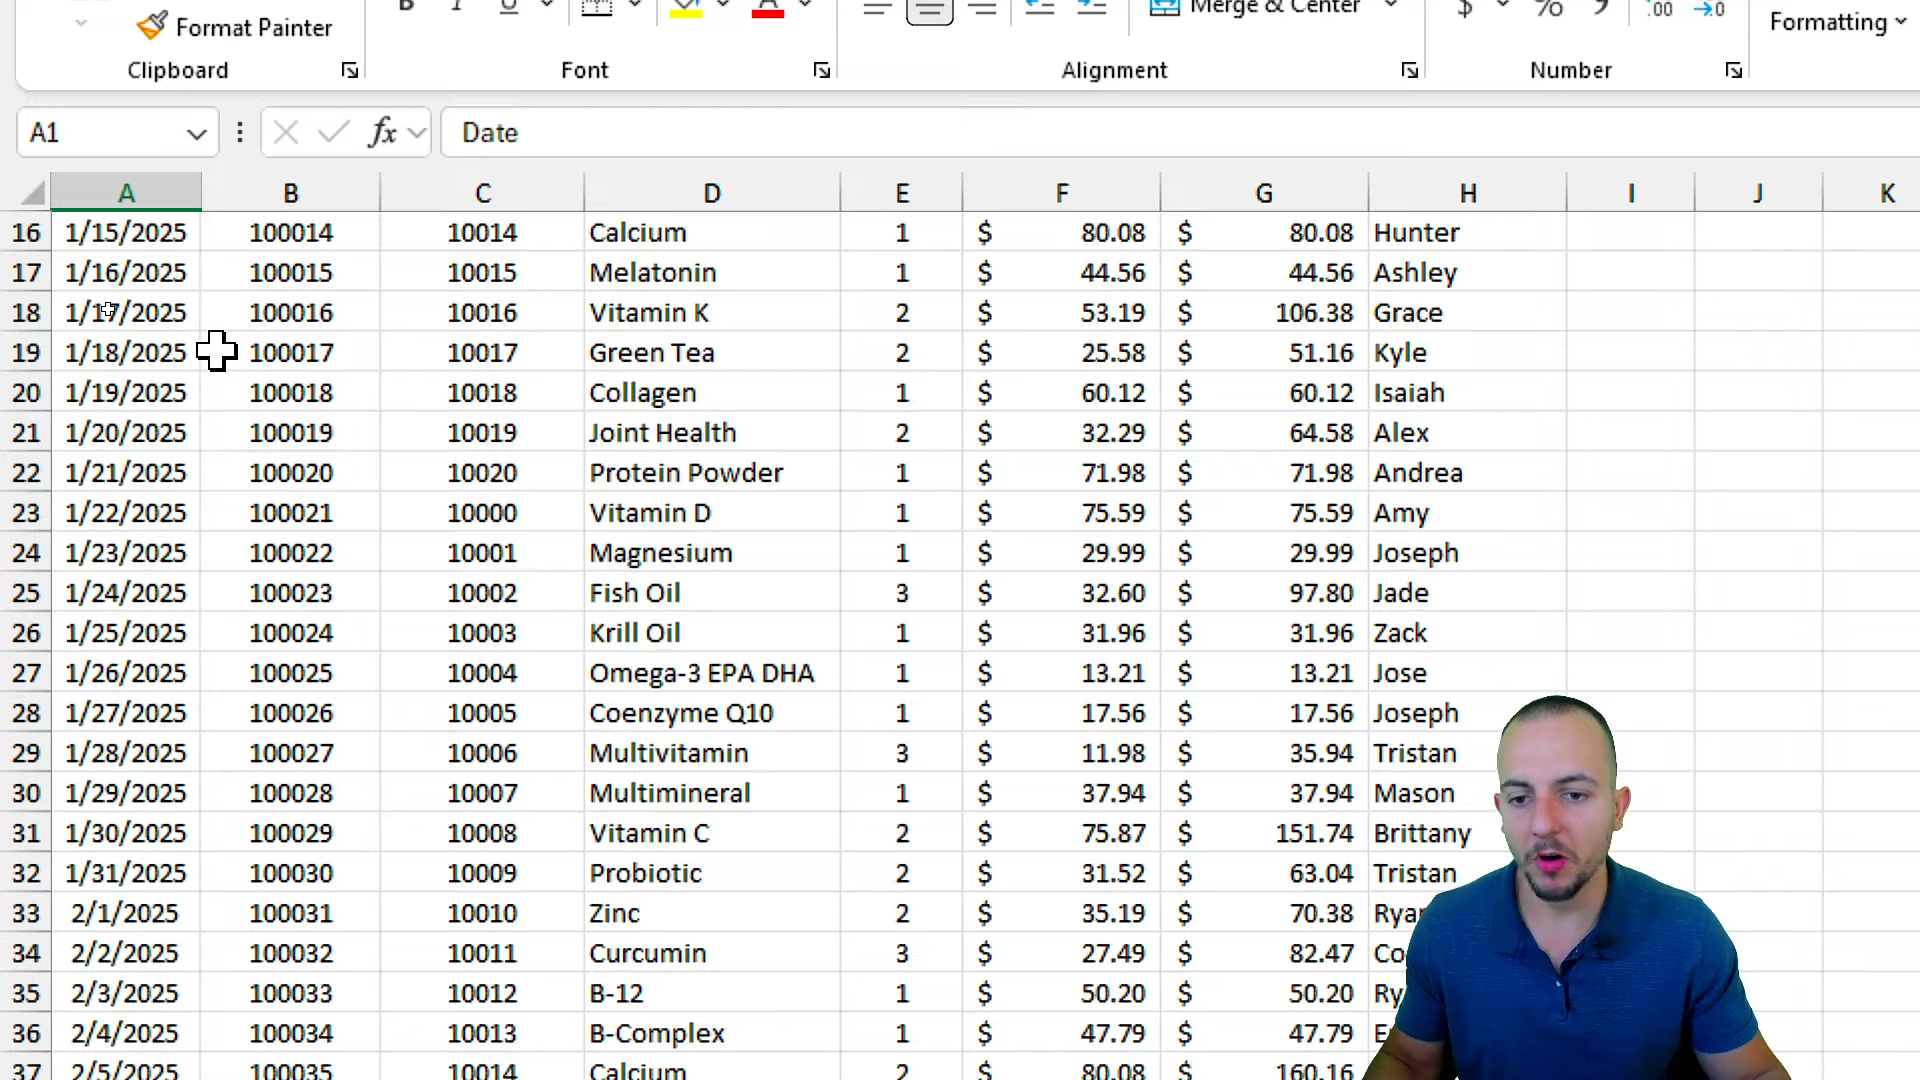 B I U A Merge & Center $ % 9 .00 →0
Format Painter Formatting
Clipboard Font Alignment Number
A1 fx Date
A B C D E F G H I J K
16 1/15/2025 100014 10014 Calcium 1 $ 80.08 $ 80.08 Hunter
17 1/16/2025 100015 10015 Melatonin 1 $ 44.56 $ 44.56 Ashley
18 1/17/2025 100016 10016 Vitamin K 2 $ 53.19 $ 106.38 Grace
19 1/18/2025 100017 10017 Green Tea 2 $ 25.58 $ 51.16 Kyle
20 1/19/2025 100018 10018 Collagen 1 $ 60.12 $ 60.12 Isaiah
21 1/20/2025 100019 10019 Joint Health 2 $ 32.29 $ 64.58 Alex
22 1/21/2025 100020 10020 Protein Powder 1 $ 71.98 $ 71.98 Andrea
23 1/22/2025 100021 10000 Vitamin D 1 $ 75.59 $ 75.59 Amy
24 1/23/2025 100022 10001 Magnesium 1 $ 29.99 $ 29.99 Joseph
25 1/24/2025 100023 10002 Fish Oil 3 $ 32.60 $ 97.80 Jade
26 1/25/2025 100024 10003 Krill Oil 1 $ 31.96 $ 31.96 Zack
27 1/26/2025 100025 10004 Omega-3 EPA DHA 1 $ 13.21 $ 13.21 Jose
28 1/27/2025 100026 10005 Coenzyme Q10 1 $ 17.56 $ 17.56 Joseph
29 1/28/2025 100027 10006 Multivitamin 3 $ 11.98 $ 35.94 Tristan
30 1/29/2025 100028 10007 Multimineral 1 $ 37.94 $ 37.94 Mason
31 1/30/2025 100029 10008 Vitamin C 2 $ 75.87 $ 151.74 Brittany
32 1/31/2025 100030 10009 Probiotic 2 $ 31.52 $ 63.04 Tristan
33 2/1/2025 100031 10010 Zinc 2 $ 35.19 $ 70.38
34 2/2/2025 100032 10011 Curcumin 3 $ 27.49 $ 82.47
35 2/3/2025 100033 10012 B-12 1 $ 50.20 $ 50.20
36 2/4/2025 100034 10013 B-Complex 1 $ 47.79 $ 47.79
37 2/5/2025 100035 10014 Calcium 2 $ 80.08 $ 160.16